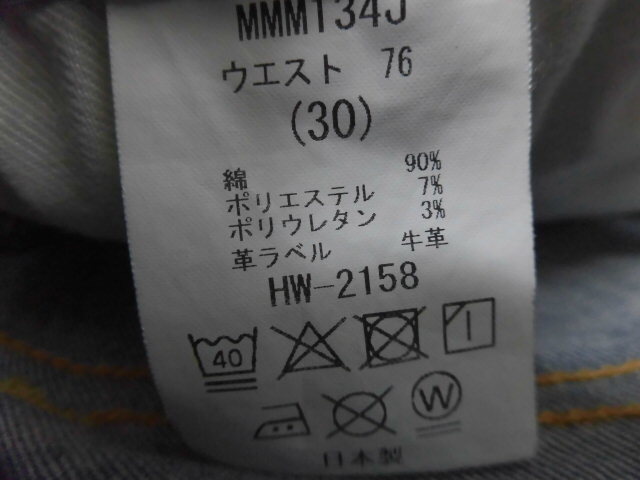 MMM134J
ウエスト 76
(30)
綿 90%
ポリエステル 7%
ポリウレタン 3%
革ラベル 牛革
HW-2158
40
W
日本製